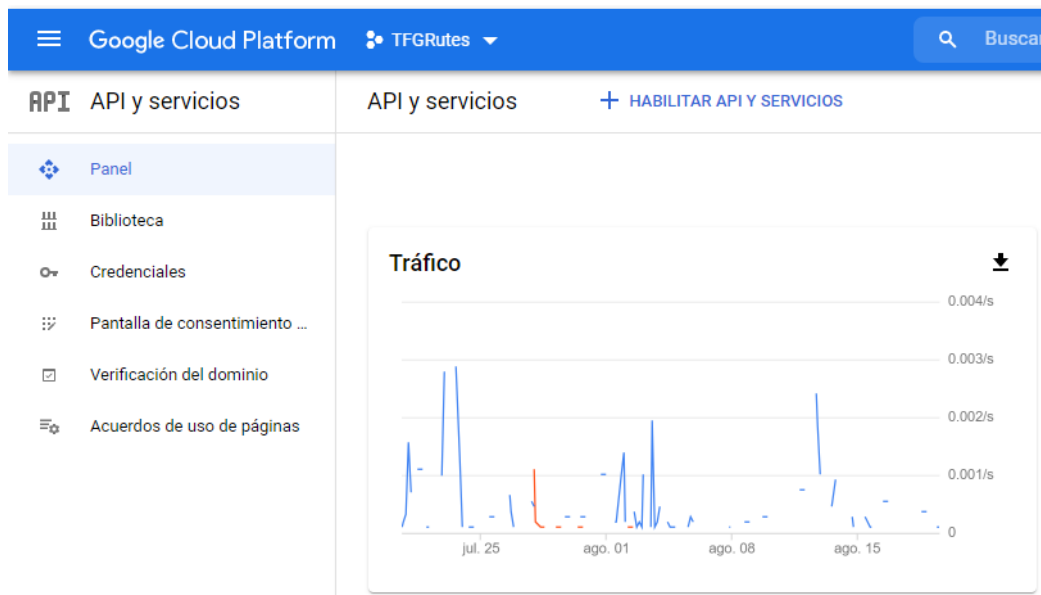 Google Cloud Platform TFGRutes Buscar
API API y servicios API y servicios HABILITAR API Y SERVICIOS
Panel
Biblioteca
Credenciales
Pantalla de consentimiento ...
Verificación del dominio
Acuerdos de uso de páginas
Tráfico
0.004/s
0.003/s
0.002/s
0.001/s
0
jul. 25 ago. 01 ago. 08 ago. 15